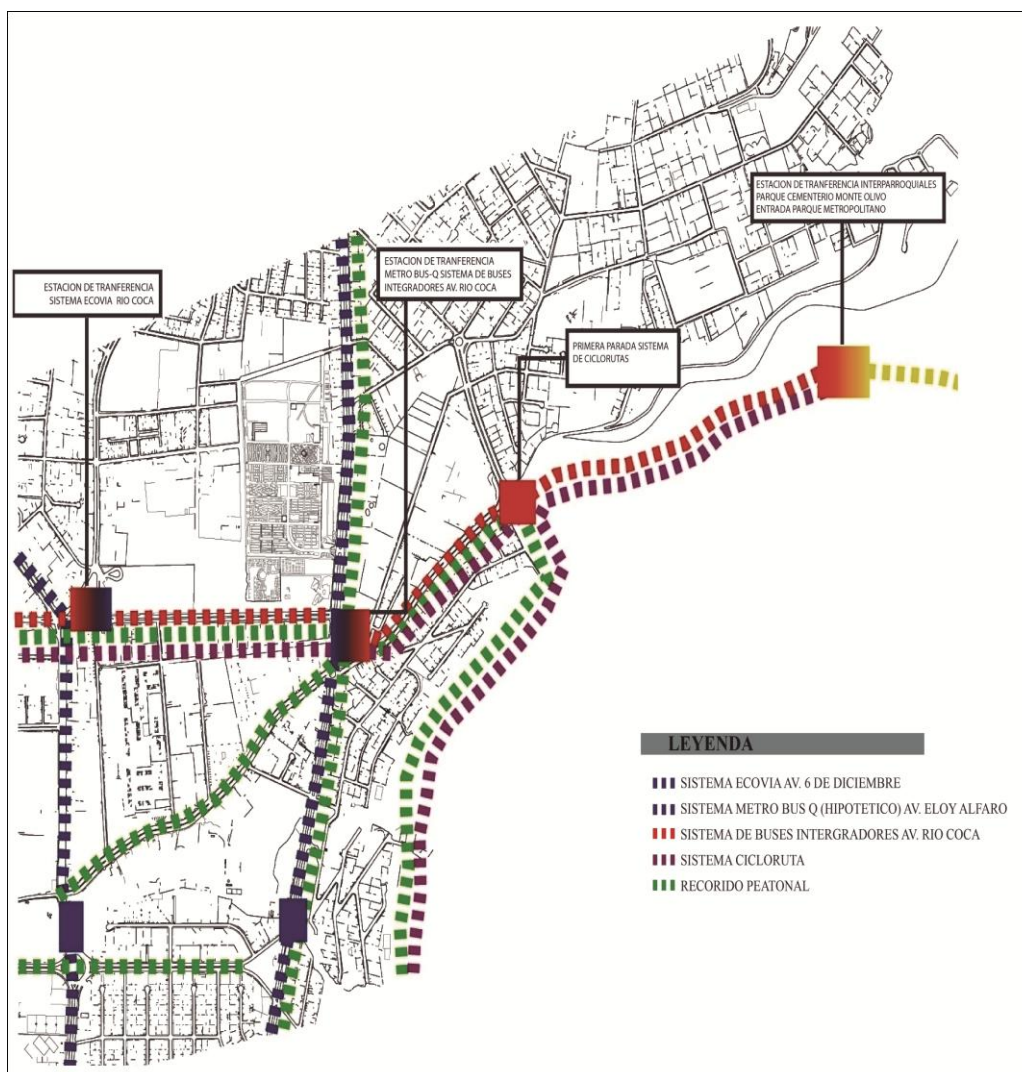 ESTACION DE TRANFERENCIA INTERPARROQUIALES
PARQUE CEMENTERIO MONTE OLIVO
ENTRADA PARQUE METROPOLITANO
ESTACION DE TRANFERENCIA
METRO BUS-Q SISTEMA DE BUSES
INTEGRADORES AV. RIO COCA
ESTACION DE TRANFERENCIA
SISTEMA ECOVIA RIO COCA
PRIMERA PARADA SISTEMA
DE CICLORUTAS
LEYENDA
SISTEMA ECOVIA AV. 6 DE DICIEMBRE
SISTEMA METRO BUS Q (HIPOTETICO) AV. ELOY ALFARO
SISTEMA DE BUSES INTERGRADORES AV. RIO COCA
SISTEMA CICLORUTA
RECORIDO PEATONAL